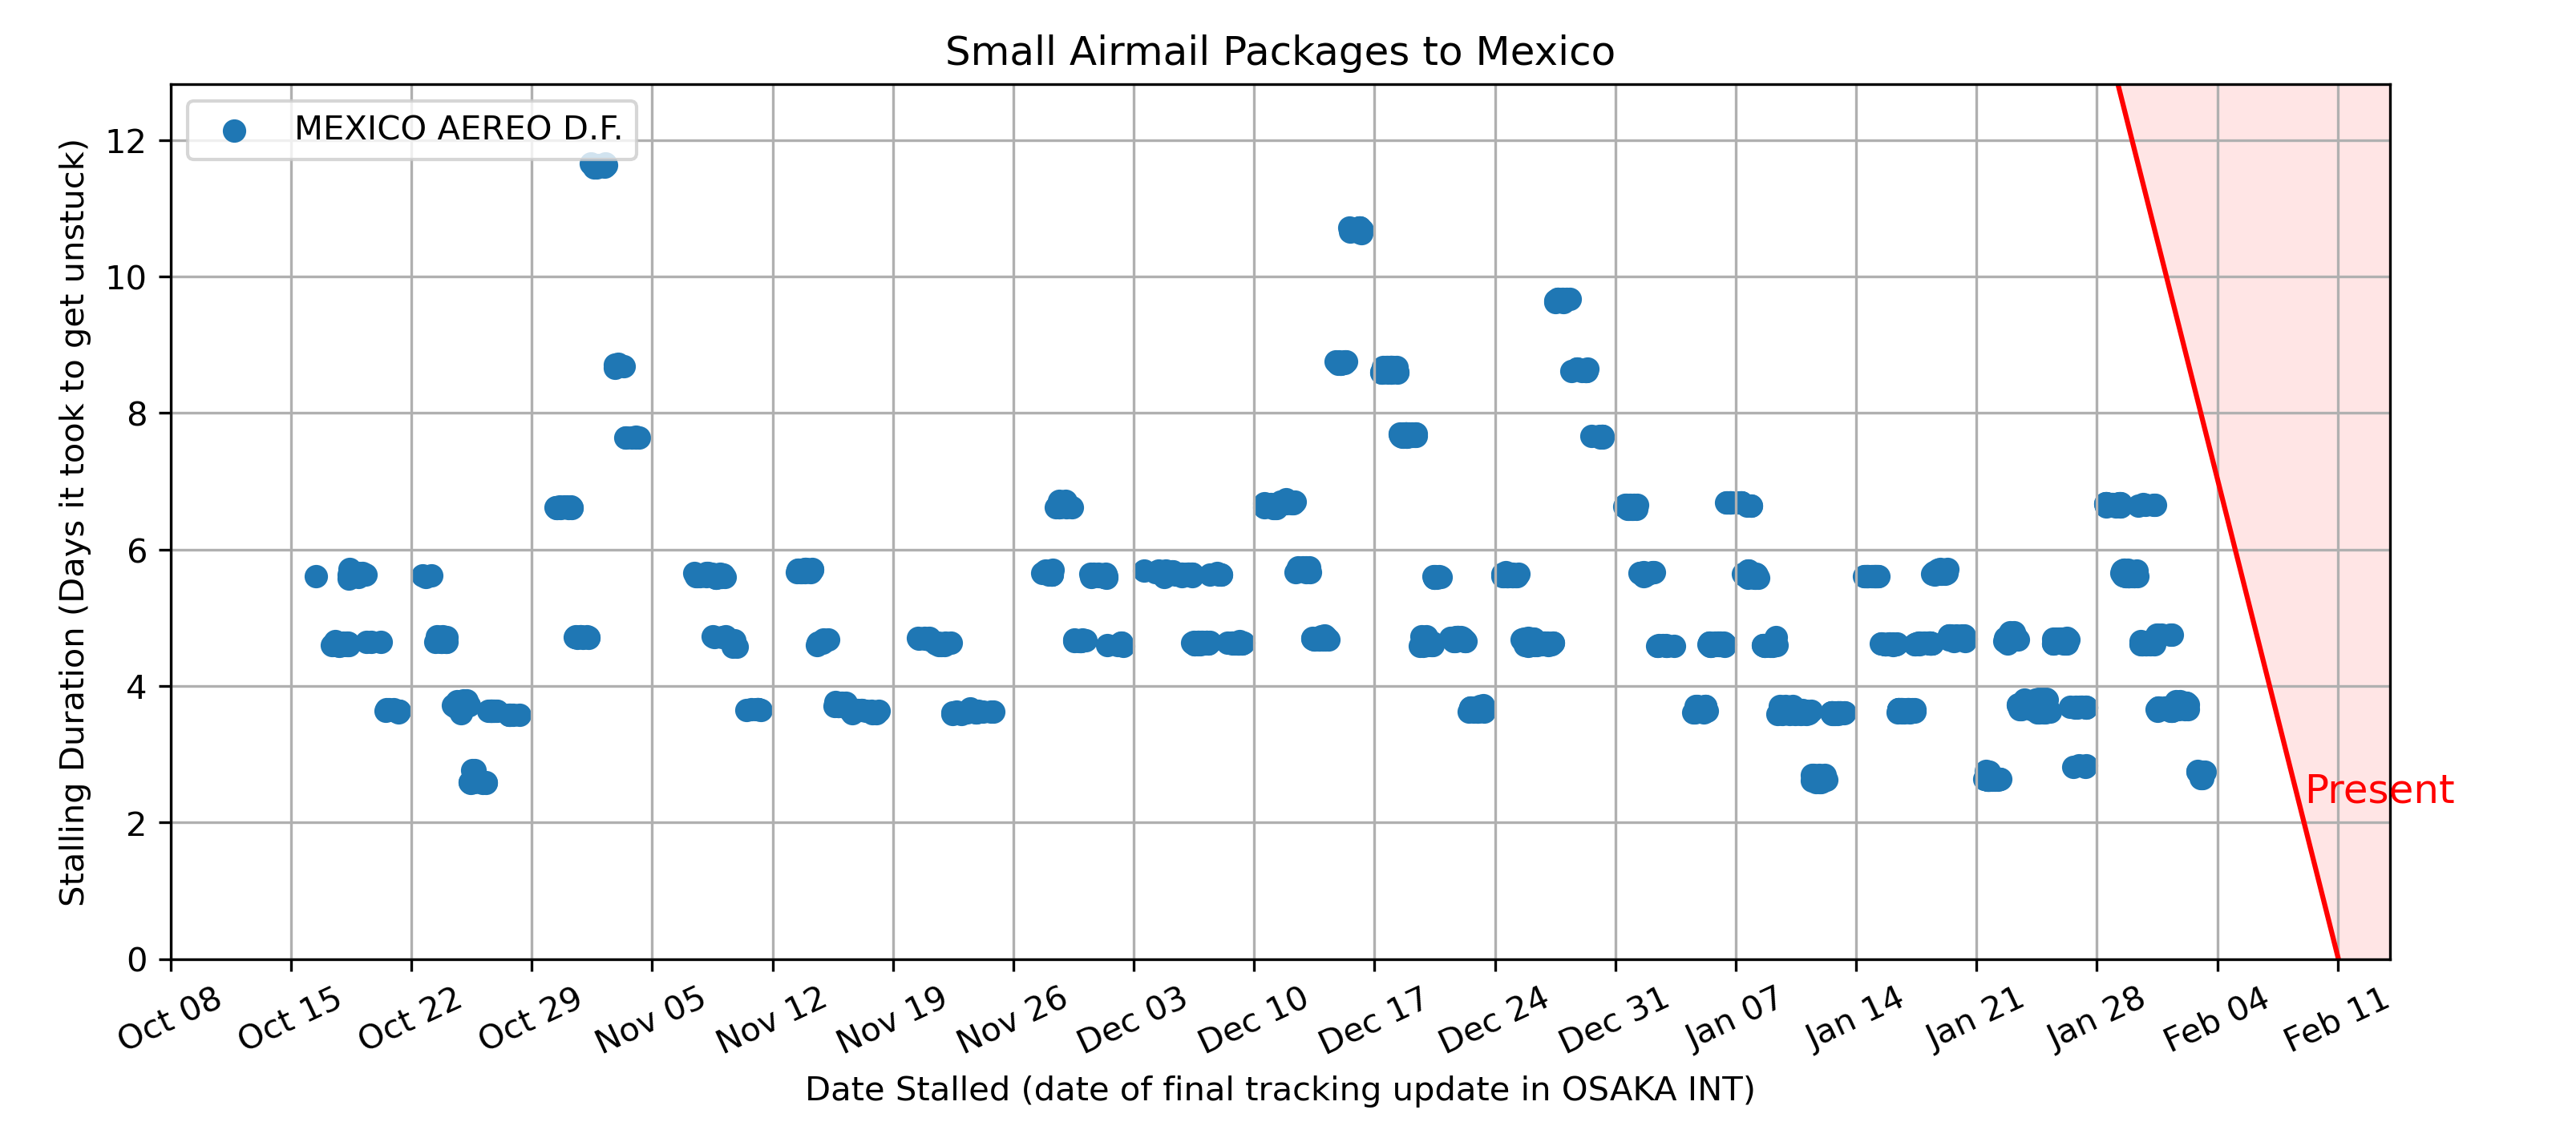 Small Airmail Packages to Mexico
MEXICO AEREO D.F.
Stalling Duration (Days it took to get unstuck)
12
10
8
6
4
2
0
Present
Oct 08
Oct 15
Oct 22
Oct 29
Nov 05
Nov 12
Nov 19
Nov 26
Dec 03
Dec 10
Dec 17
Dec 24
Dec 31
Jan 07
Jan 14
Jan 21
Jan 28
Feb 04
Feb 11
Date Stalled (date of final tracking update in OSAKA INT)